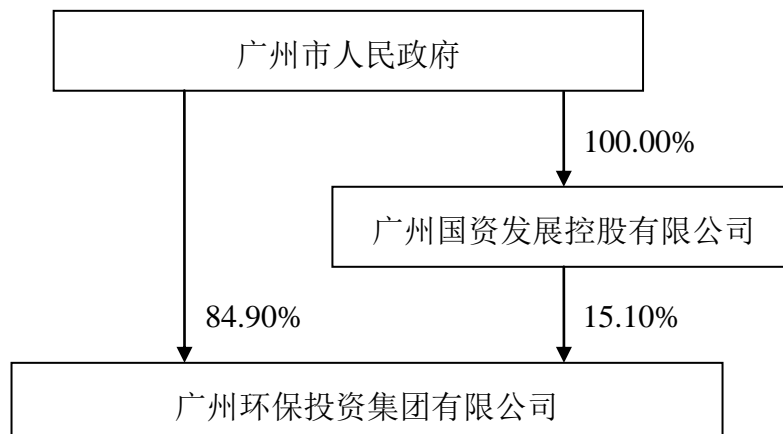 广州市人民政府
100.00%
广州国资发展控股有限公司
84.90%
15.10%
广州环保投资集团有限公司